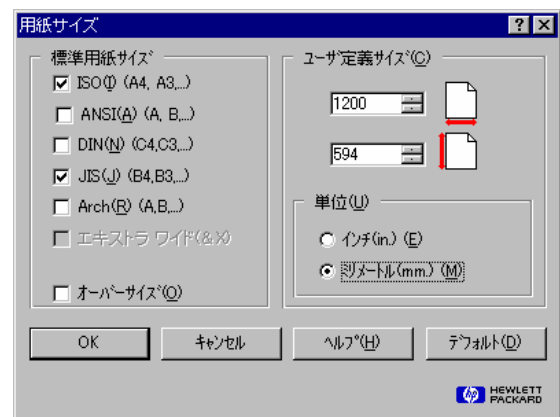 用紙サイズ
標準用紙サイズ
ISO(I) (A4, A3,...)
ANSI(A) (A, B,...)
DIN(N) (C4,C3,...)
JIS(J) (B4,B3,...)
Arch(R) (A,B,...)
エキストラ ワイド(&X)
オーバーサイズ(O)
ユーザ定義サイズ(C)
1200
594
単位(U)
インチ(in.) (E)
ミリメートル(mm.) (M)
OK
キャンセル
ヘルプ(H)
デフォルト(D)
hp HEWLETT
PACKARD